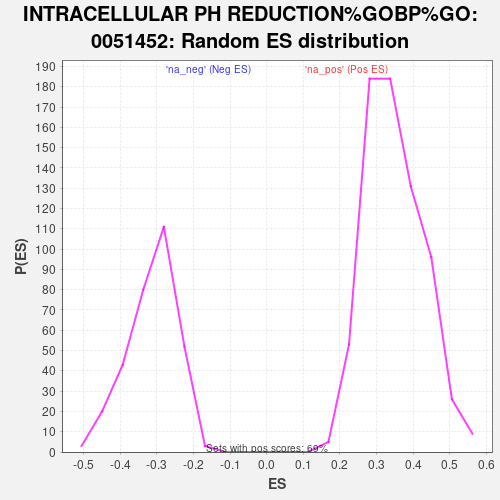 INTRACELLULAR PH REDUCTION%GOBP%GO:
0051452: Random ES distribution
'na_neg' (Neg ES)
'na_pos' (Pos ES)
190
180
170
160
150
140
130
120
110
100
90
80
70
60
50
40
30
20
10
0
P(ES)
Sets with pos scores: 69%
-0.5 -0.4 -0.3 -0.2 -0.1 0.0 0.1 0.2 0.3 0.4 0.5 0.6
ES